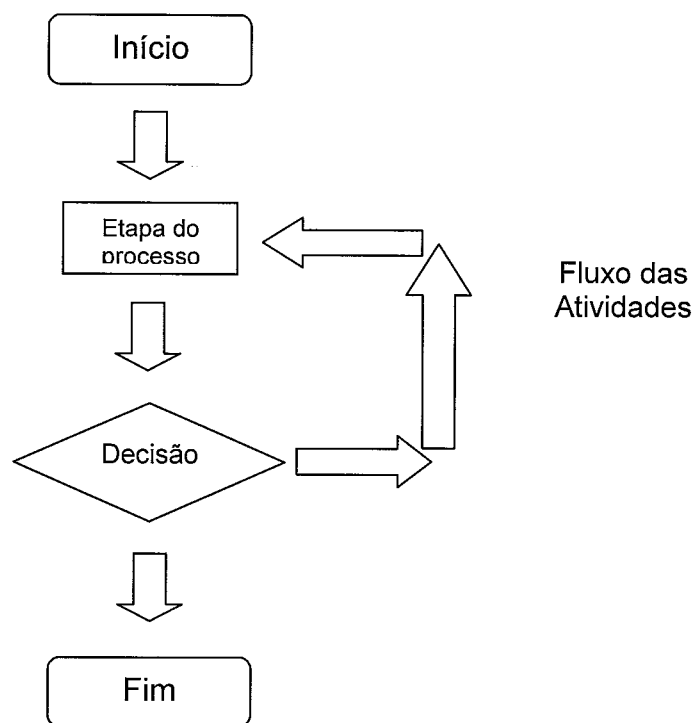 Início
Etapa do
processo
Fluxo das
Atividades
Decisão
Fim